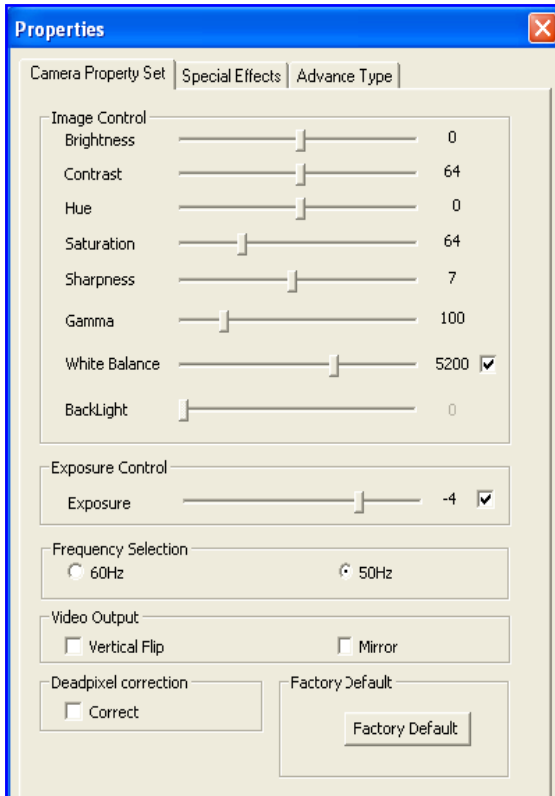 Properties
Camera Property Set Special Effects Advance Type
Image Control
Brightness 0
Contrast 64
Hue 0
Saturation 64
Sharpness 7
Gamma 100
White Balance 5200
BackLight 0
Exposure Control
Exposure -4
Frequency Selection
60Hz 50Hz
Video Output
Vertical Flip Mirror
Deadpixel correction Factory Default
Correct
Factory Default